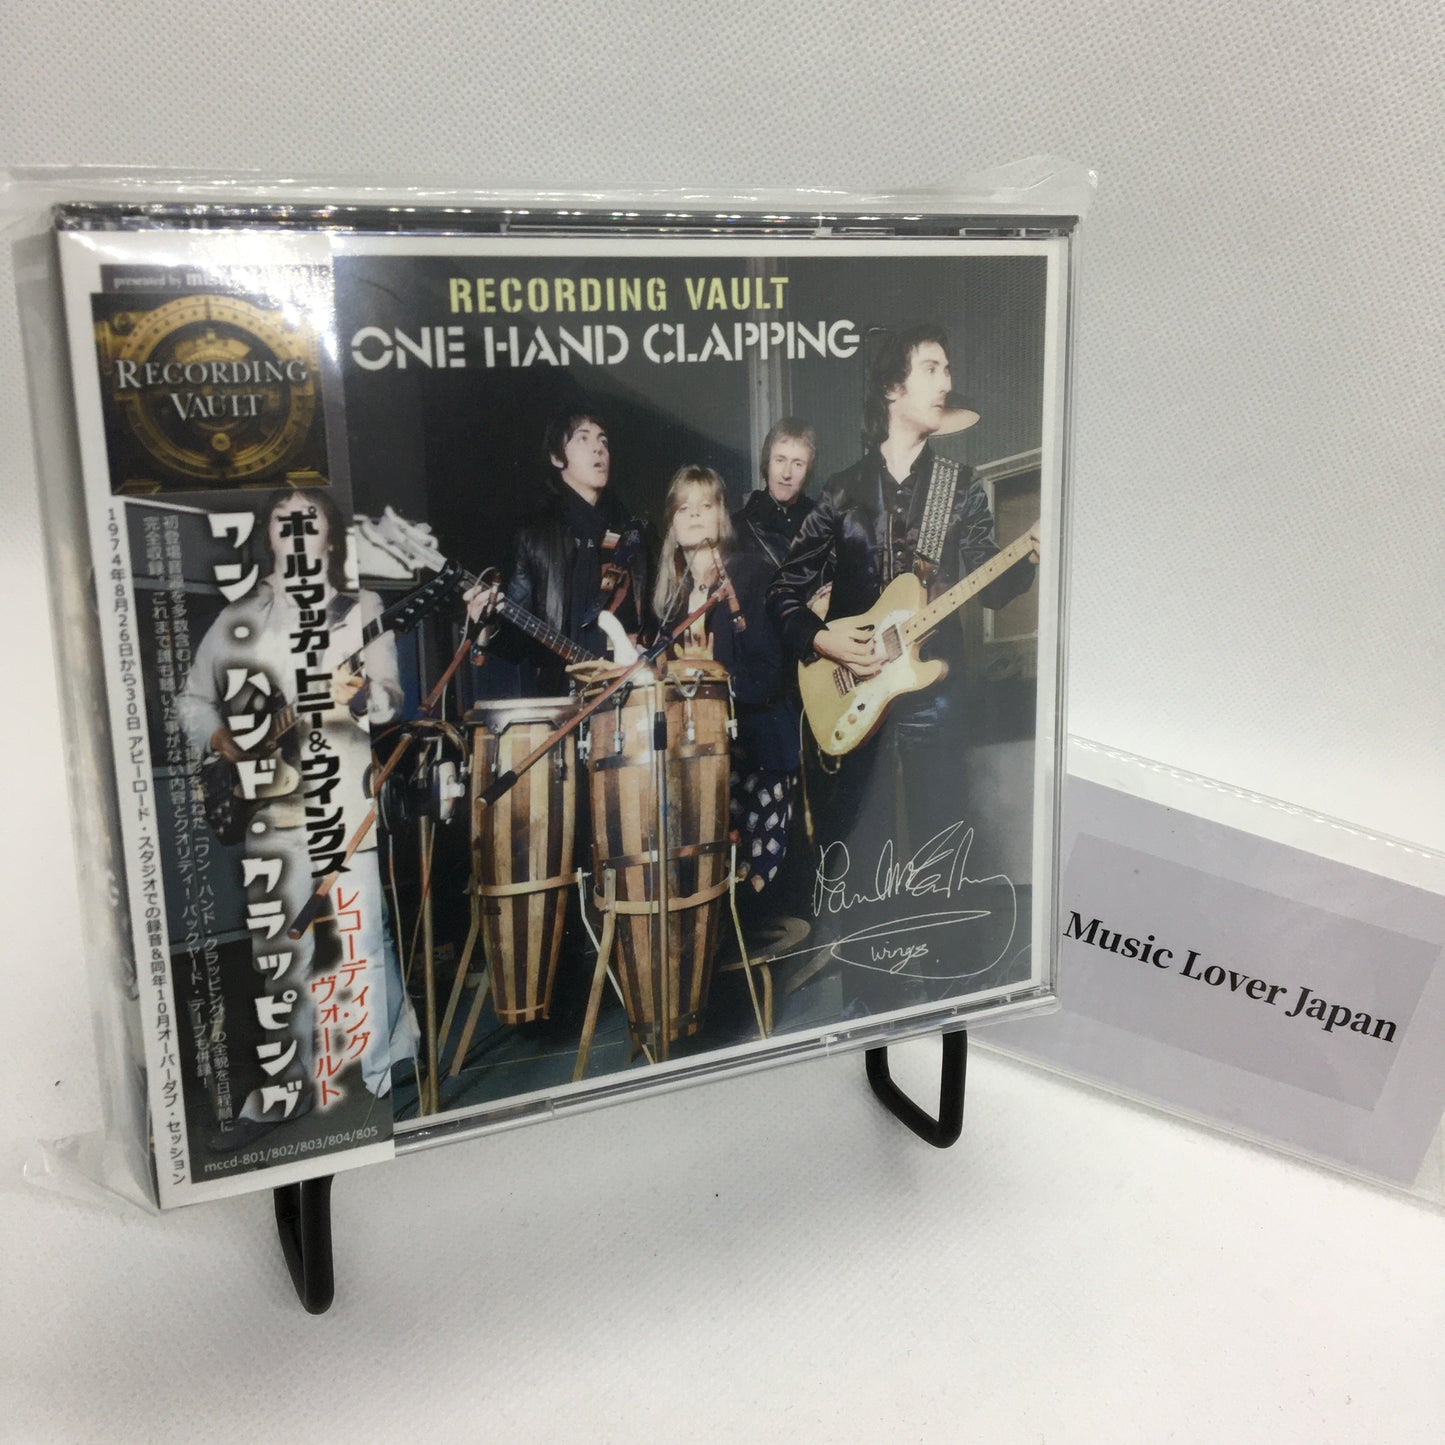 presented by
RECORDING VAULT
ONE HAND CLAPPING
RECORDING
VAULT
ポール・マッカートニー&ウイングス
ワン・ハンド・クラッピング
レコーディング
ヴォールト
1974年8月26日から30日 アビーロード・スタジオでの録音&同年10月オーバーダブ・セッション
mccd-801/802/803/804/805
Paul McCartney
wings
Music Lover Japan